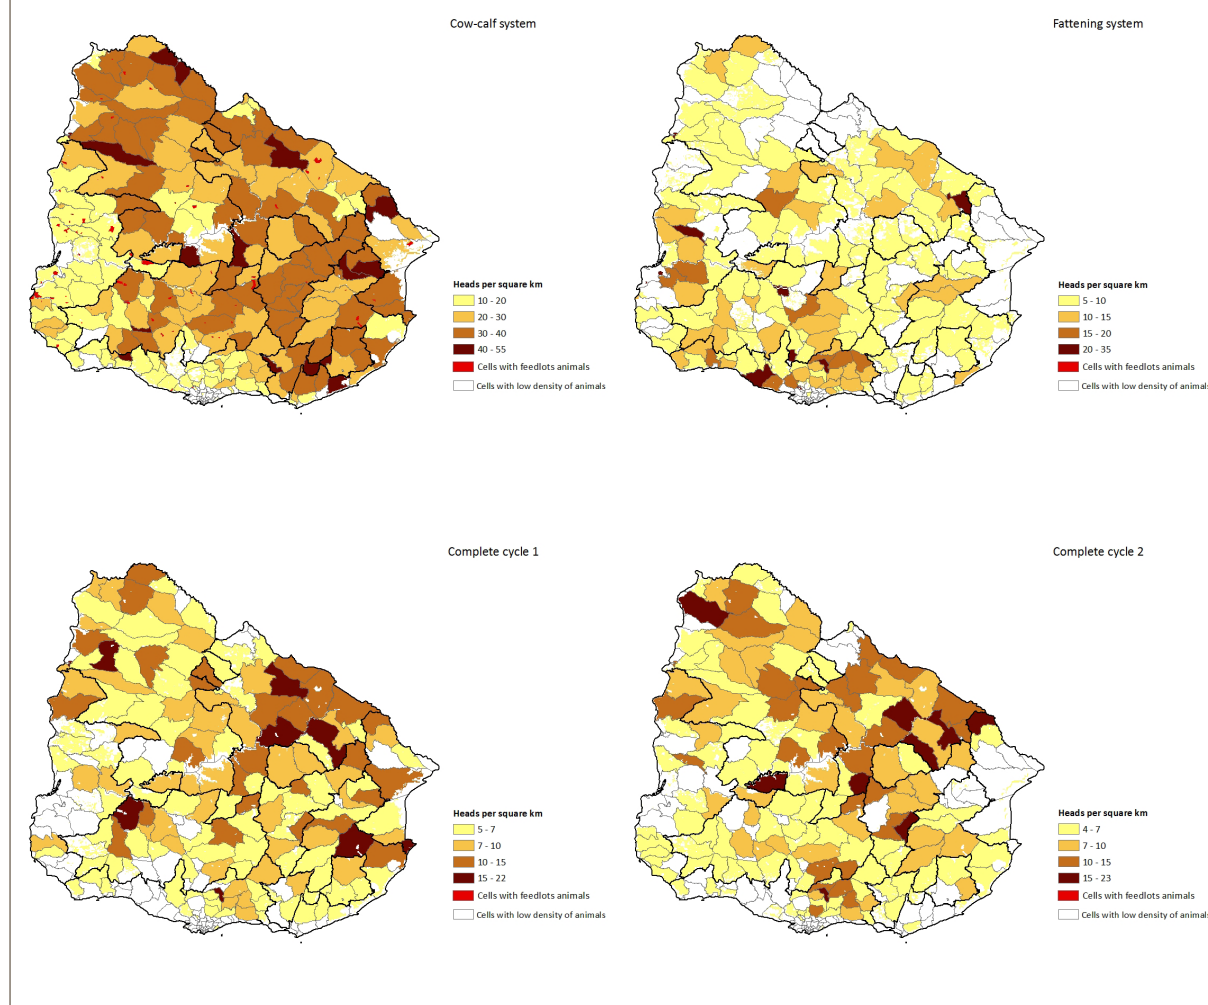 Cow-calf system
Heads per square km
10 - 20
20 - 30
30 - 40
40 - 55
Cells with feedlots animals
Cells with low density of animals
Fattening system
Heads per square km
5 - 10
10 - 15
15 - 20
20 - 35
Cells with feedlots animals
Cells with low density of animals
Complete cycle 1
Heads per square km
5 - 7
7 - 10
10 - 15
15 - 22
Cells with feedlots animals
Cells with low density of animals
Complete cycle 2
Heads per square km
4 - 7
7 - 10
10 - 15
15 - 23
Cells with feedlots animals
Cells with low density of animals